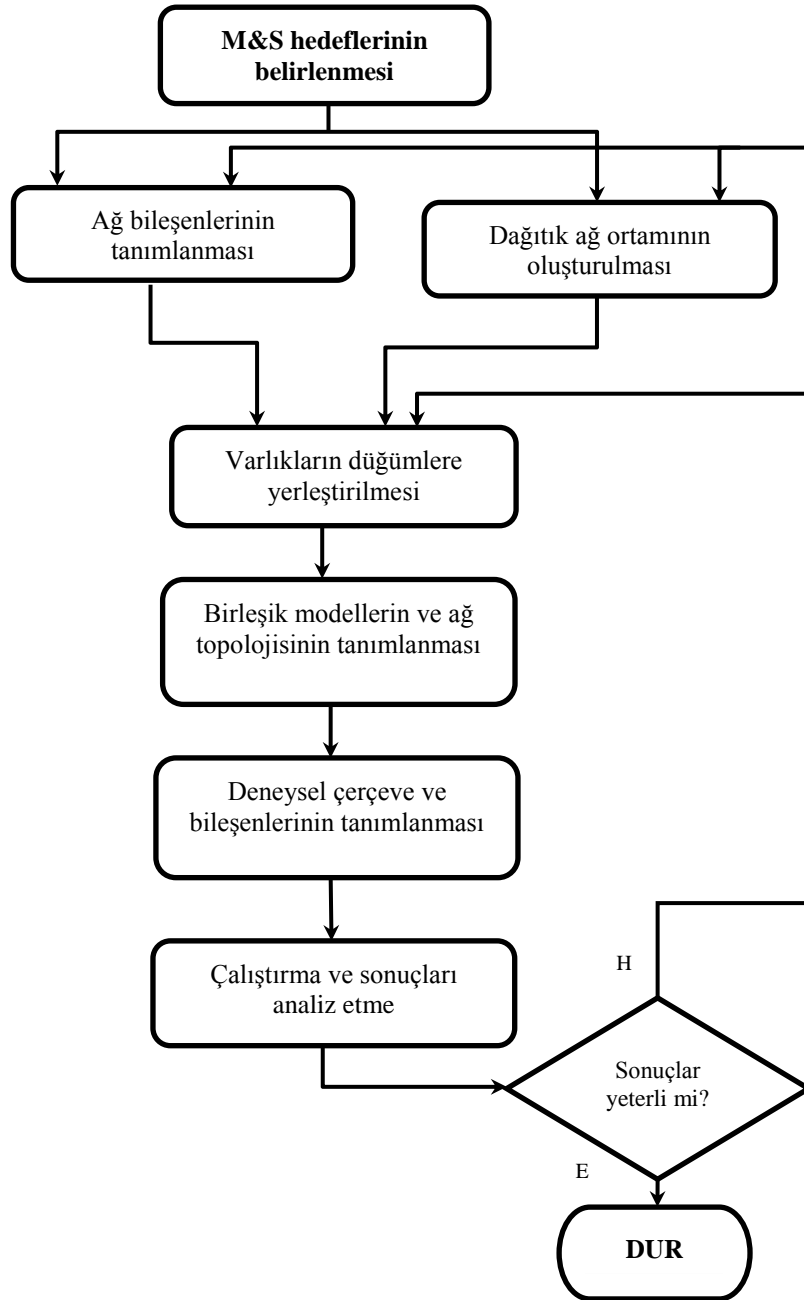 M&S hedeflerinin
belirlenmesi
Ağ bileşenlerinin
tanımlanması
Dağıtık ağ ortamının
oluşturulması
Varlıkların düğümlere
yerleştirilmesi
Birleşik modellerin ve ağ
topolojisinin tanımlanması
Deneysel çerçeve ve
bileşenlerinin tanımlanması
Çalıştırma ve sonuçları
analiz etme
H
Sonuçlar
yeterli mi?
E
DUR